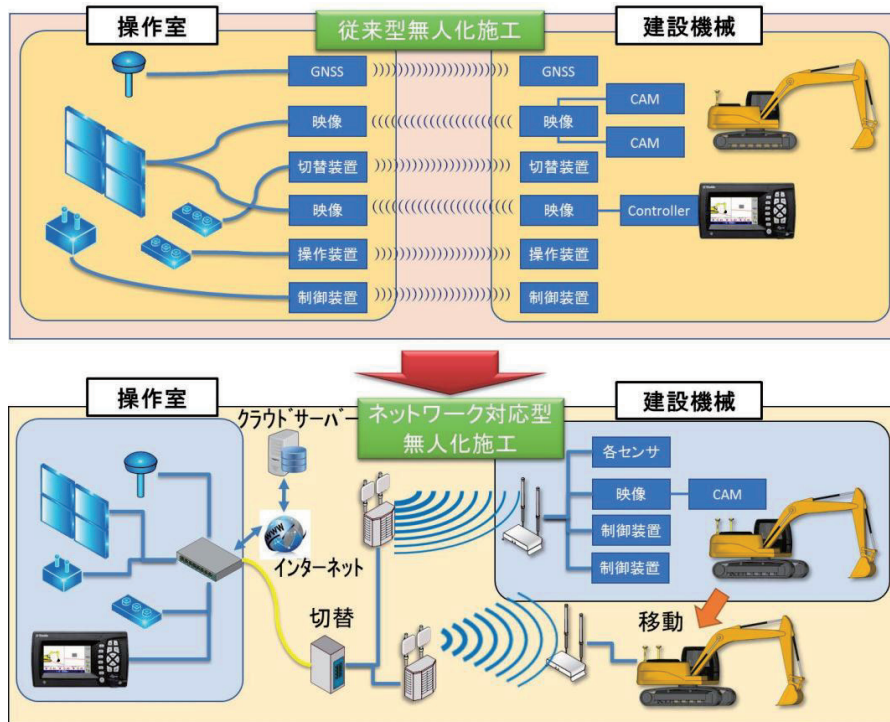 操作室
従来型無人化施工
建設機械
GNSS
GNSS
映像
映像
CAM
CAM
切替装置
切替装置
映像
映像
Controller
操作装置
操作装置
制御装置
制御装置
操作室
ネットワーク対応型
無人化施工
建設機械
クラウドサーバー
各センサ
映像
CAM
WWW
インターネット
制御装置
制御装置
切替
移動